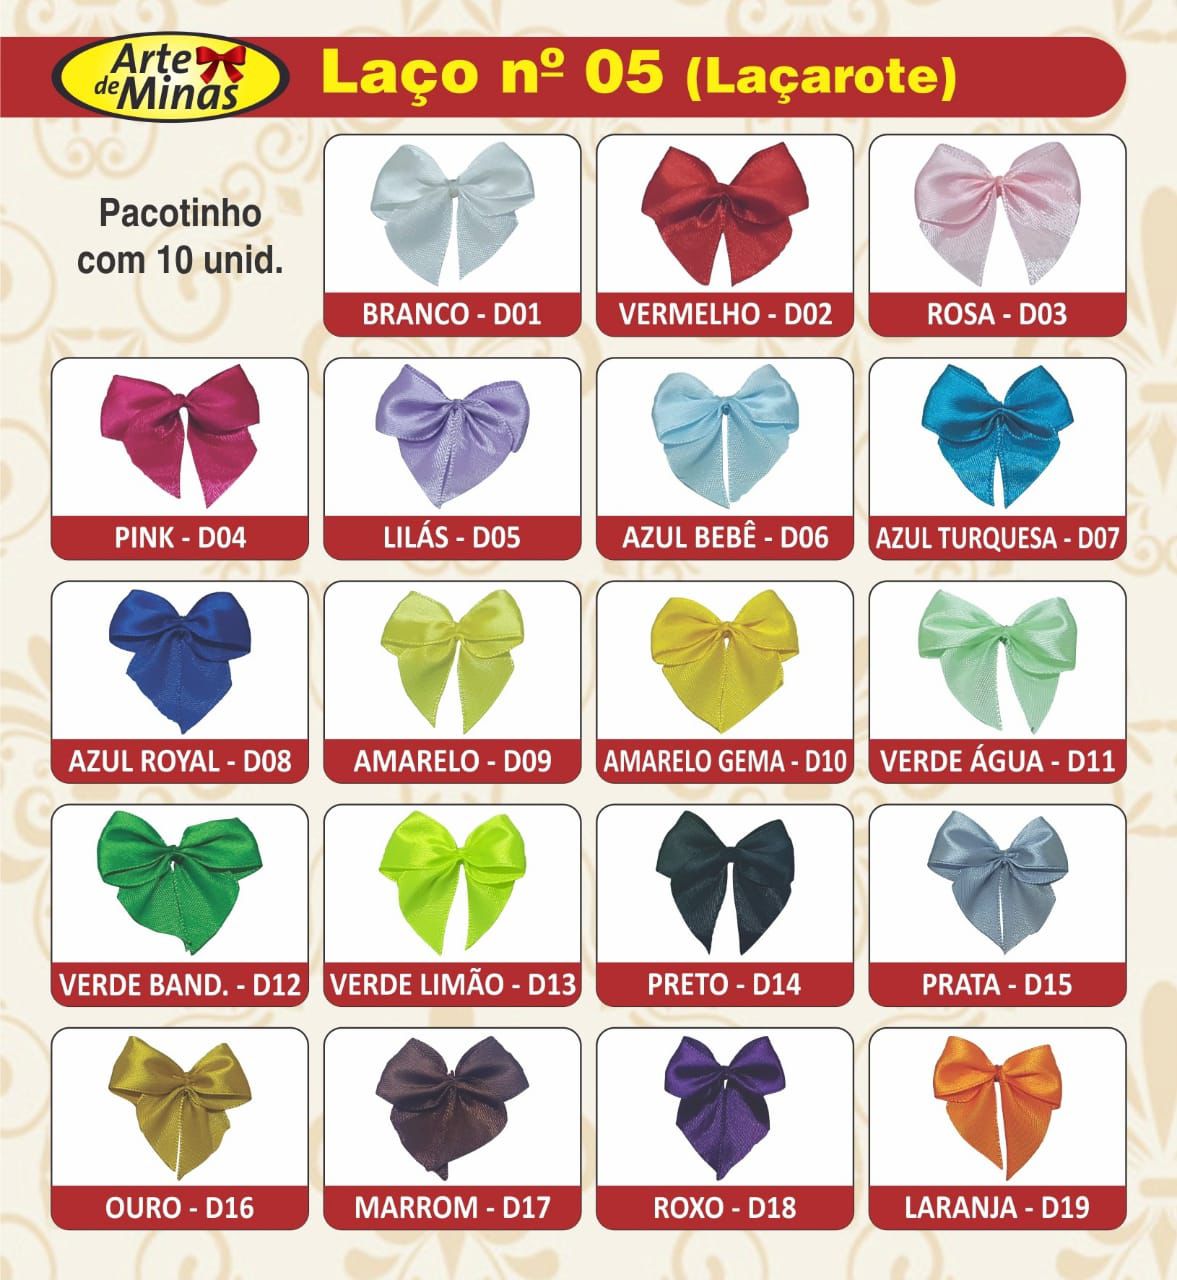 Arte
de Minas
Laço nº 05 (Laçarote)
Pacotinho
com 10 unid.
BRANCO - D01
VERMELHO - D02
ROSA - D03
PINK - D04
LILÁS - D05
AZUL BEBÊ - D06
AZUL TURQUESA - D07
AZUL ROYAL - D08
AMARELO - D09
AMARELO GEMA - D10
VERDE ÁGUA - D11
VERDE BAND. - D12
VERDE LIMÃO - D13
PRETO - D14
PRATA - D15
OURO - D16
MARROM - D17
ROXO - D18
LARANJA - D19